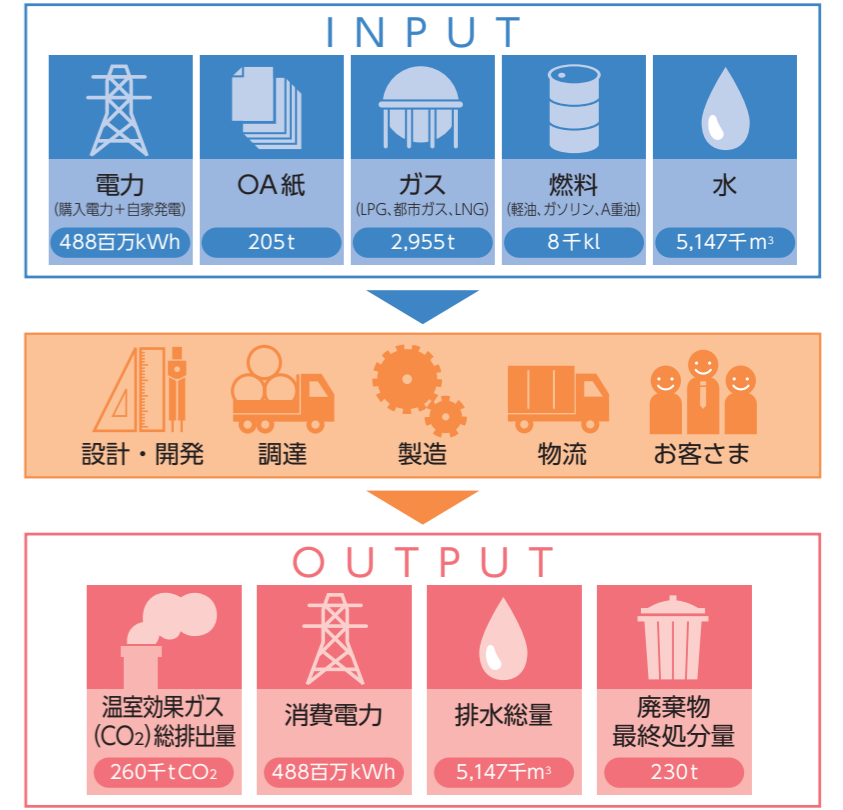 INPUT
電力
(購入電力+自家発電)
488百万kWh
OA紙
205t
ガス
(LPG、都市ガス、LNG)
2,955t
燃料
(軽油、ガソリン、A重油)
8千kl
水
5,147千m³
設計・開発
調達
製造
物流
お客さま
OUTPUT
温室効果ガス
(CO₂)総排出量
260千tCO₂
消費電力
488百万kWh
排水総量
5,147千m³
廃棄物
最終処分量
230t